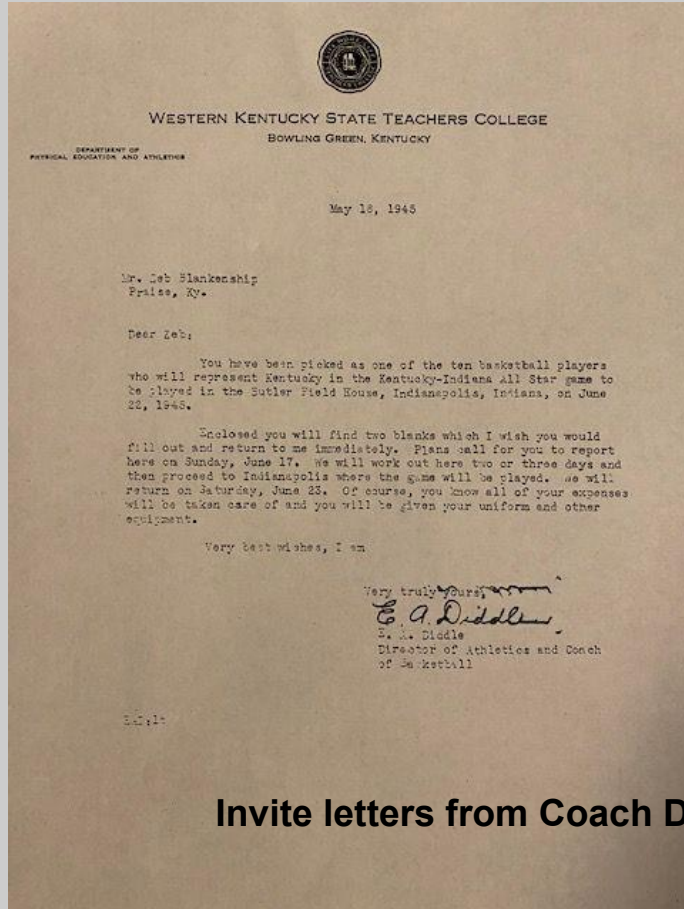 WESTERN KENTUCKY STATE TEACHERS COLLEGE
BOWLING GREEN, KENTUCKY
DEPARTMENT OF
PHYSICAL EDUCATION AND ATHLETICS
May 18, 1945
Mr. Zeb Blankenship
Praise, Ky.
Dear Zeb:
You have been picked as one of the ten basketball players
who will represent Kentucky in the Kentucky-Indiana All Star game to
be played in the Butler Field House, Indianapolis, Indiana, on June
22, 1945.
Enclosed you will find two blanks which I wish you would
fill out and return to me immediately. Plans call for you to report
here on Sunday, June 17. We will work out here two or three days and
then proceed to Indianapolis where the game will be played. We will
return on Saturday, June 23. Of course, you know all of your expenses
will be taken care of and you will be given your uniform and other
equipment.
Very best wishes, I am
Very truly yours,
E. A. Diddle
E. A. Diddle
Director of Athletics and Coach
of Basketball
Invite letters from Coach D